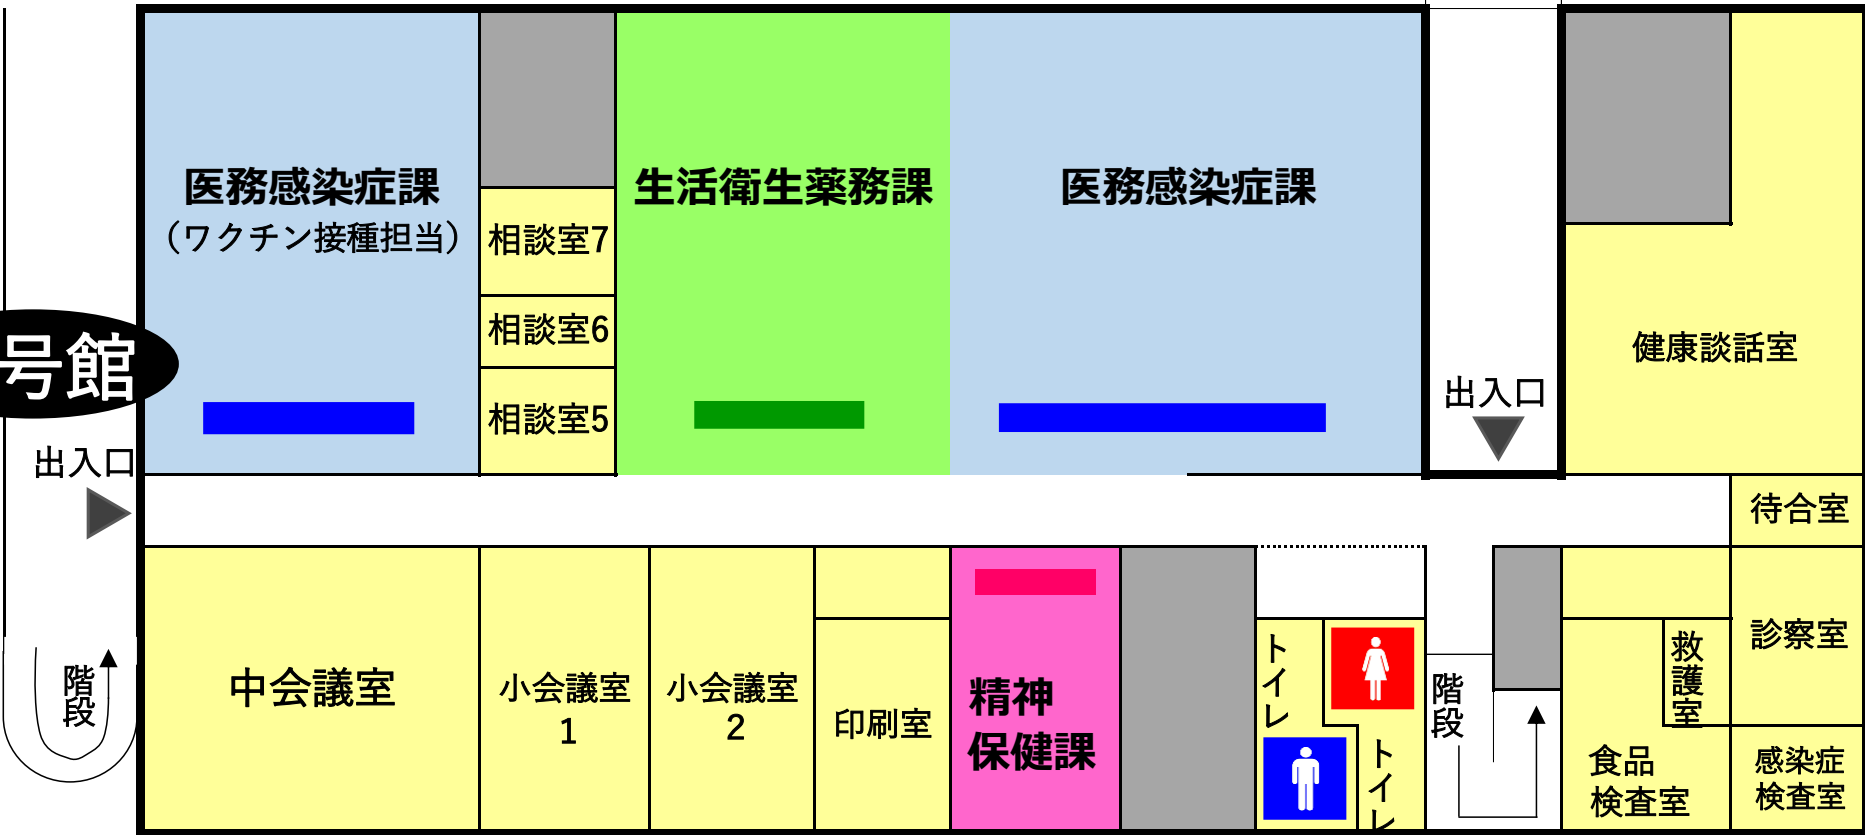 医務感染症課
（ワクチン接種担当）
相談室7
相談室6
相談室5
生活衛生薬務課
医務感染症課
号館
出入口
出入口
健康談話室
待合室
中会議室
小会議室
1
小会議室
2
印刷室
精神
保健課
トイレ
トイレ
階段
階段
救護室
診察室
食品
検査室
感染症
検査室